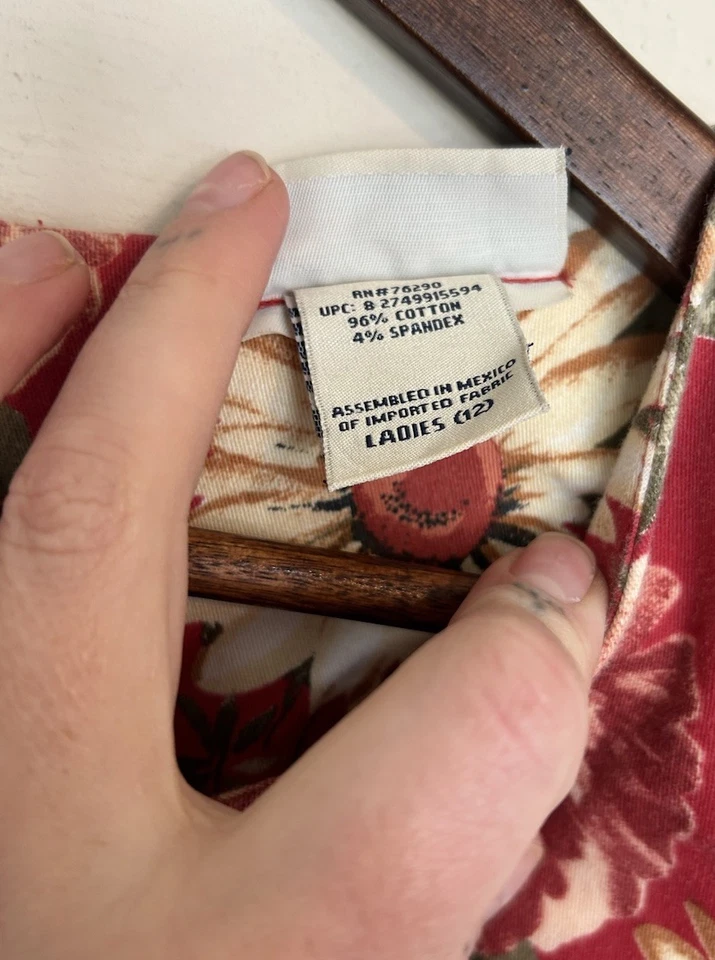 RN#76290
UPC: 8 2749915594
96% COTTON
4% SPANDEX
ASSEMBLED IN MEXICO
OF IMPORTED FABRIC
LADIES (12)